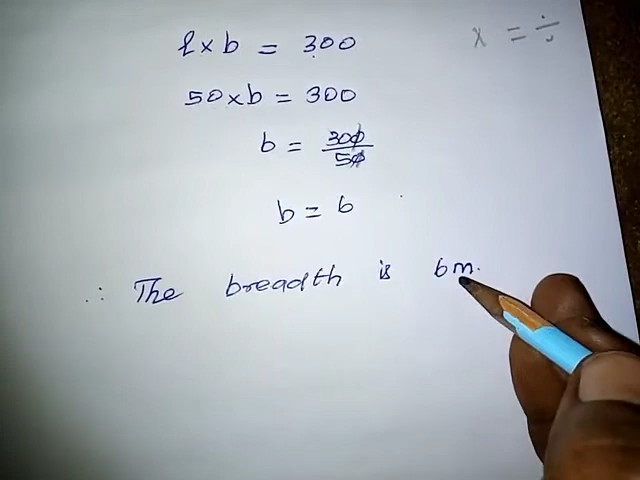 l × b = 300
× = ÷
50 × b = 300
b = 300/50
b = 6
∴ The breadth is 6m.